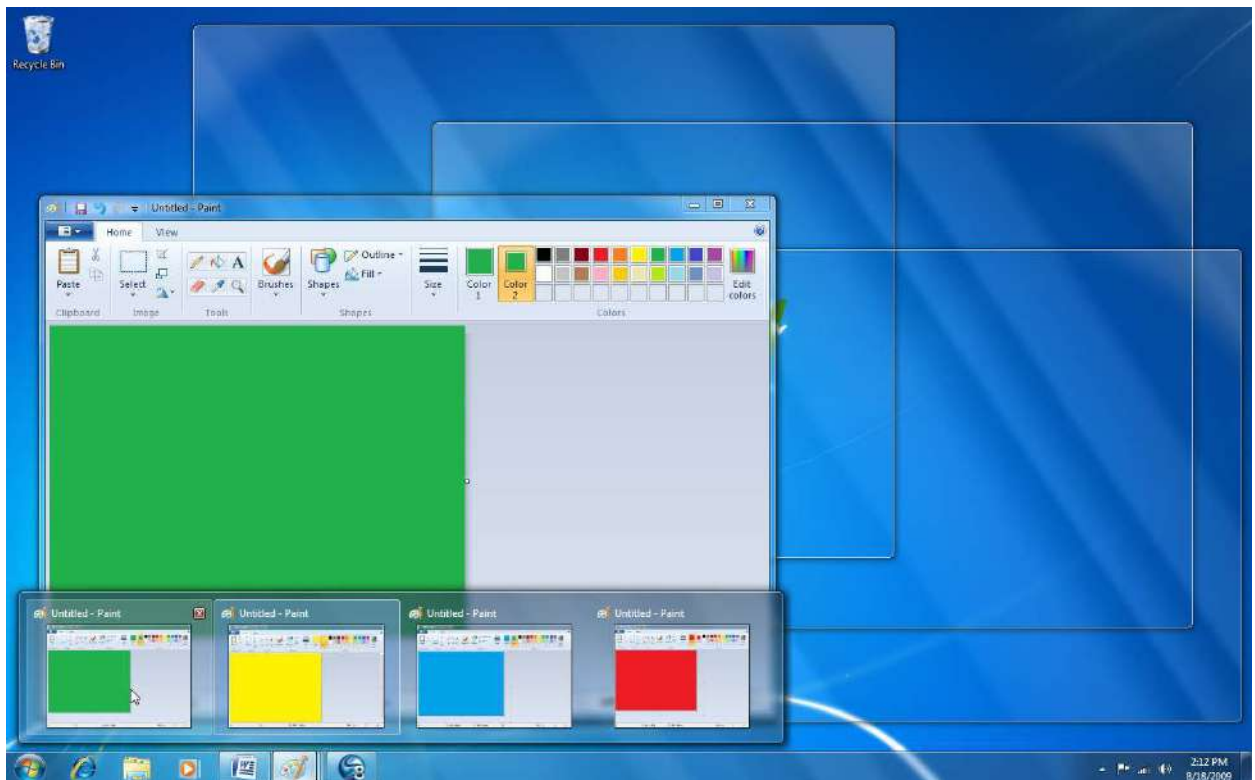 Recycle Bin
Untitled - Paint
Home View
Paste
Select
Brushes
Shapes
Outline
Fill
Size
Color 1
Color 2
Edit colors
Clipboard Image Tools Shapes Colors
Untitled - Paint Untitled - Paint Untitled - Paint Untitled - Paint
2:12 PM
8/18/2009